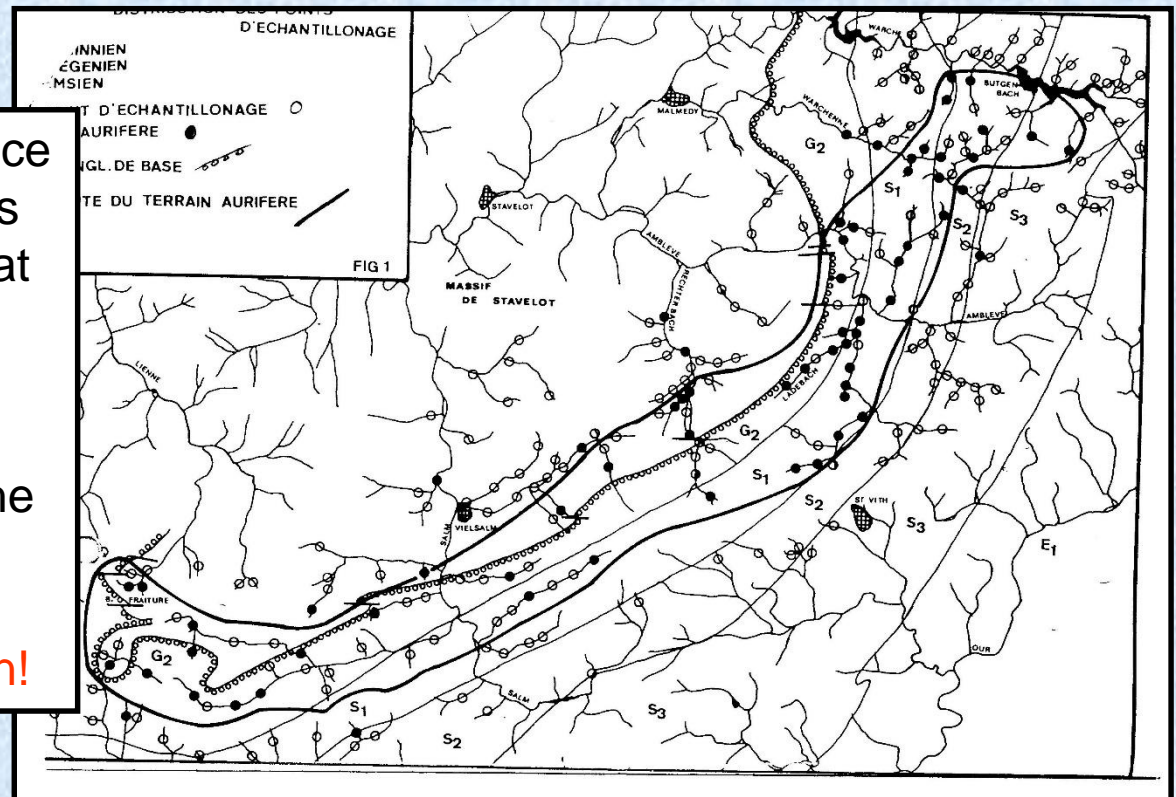 D'ECHANTILLONAGE
INNIEN
EGENIEN
MSIEN
T D'ECHANTILLONAGE
AURIFERE
NGL. DE BASE
TE DU TERRAIN AURIFERE
FIG 1
ce
s
at
ne
n!
WARCHE
BUTGEN
BACH
MALMEDY
WARCHENNE
G2
S1
S2
S3
STAVELOT
AMBLEVE
RECHTERBACH
MASSIF
DE STAVELOT
AMBLEVE
LIENNE
LADEBACH
G2
S1
S2
ST VITH
S3
E1
SALM
VIELSALM
B. FRAITURE
G2
OUR
SALM
S1
S2
S3